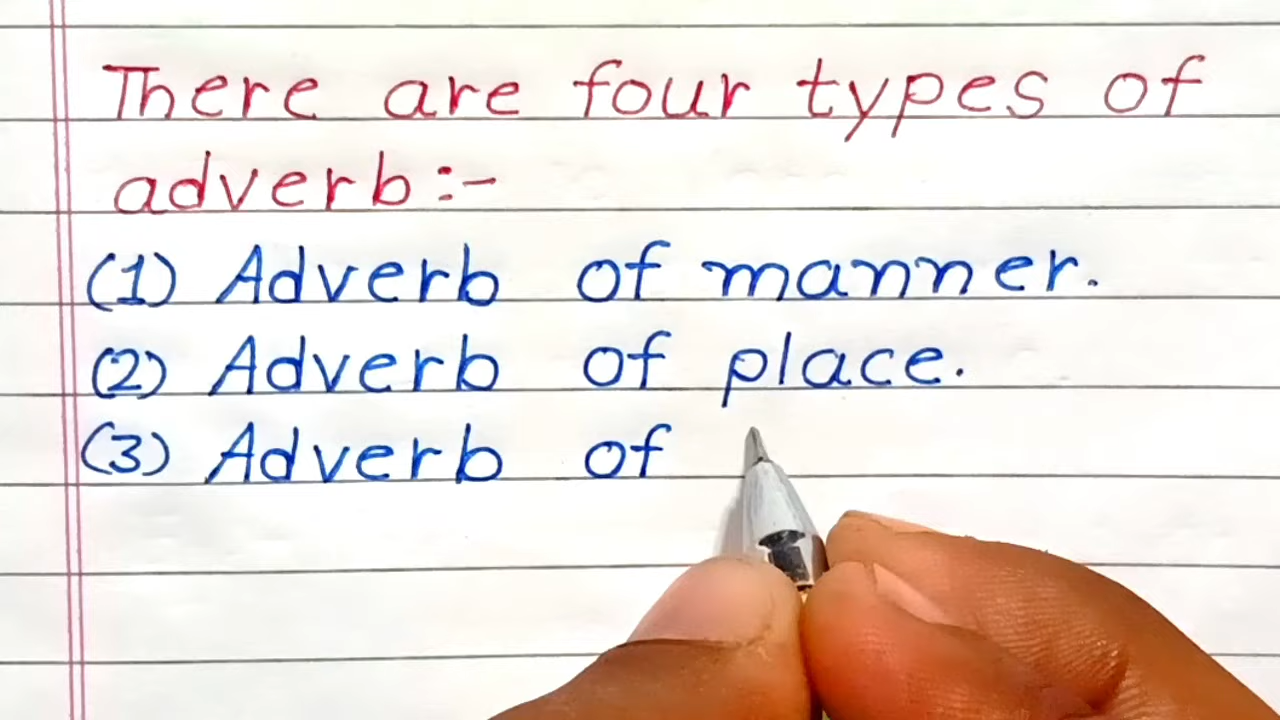 There are four types of
adverb:-
(1) Adverb of manner.
(2) Adverb of place.
(3) Adverb of